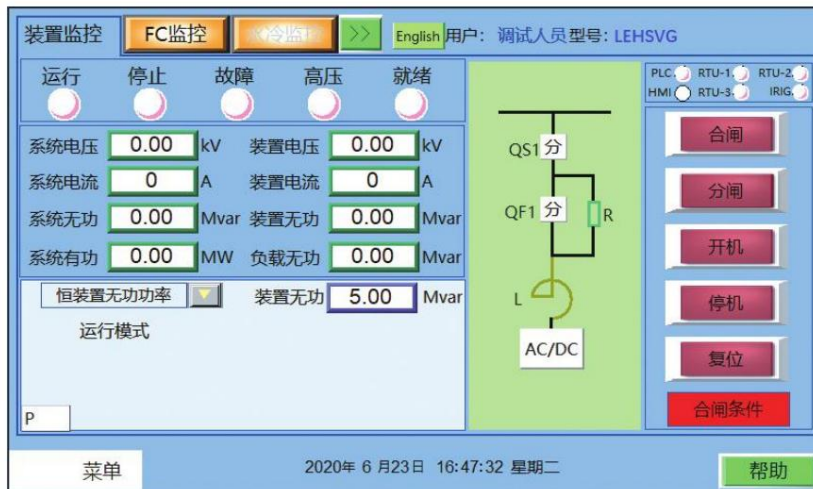 装置监控 FC监控 水冷监控 >> English 用户: 调试人员 型号: LEHSVG
运行 停止 故障 高压 就绪
PLC RTU-1 RTU-2
HMI RTU-3 IRIG
系统电压 0.00 kV 装置电压 0.00 kV
系统电流 0 A 装置电流 0 A
系统无功 0.00 Mvar 装置无功 0.00 Mvar
系统有功 0.00 MW 负载无功 0.00 Mvar
恒装置无功功率 装置无功 5.00 Mvar
运行模式
P
QS1 分
QF1 分 R
L
AC/DC
合闸
分闸
开机
停机
复位
合闸条件
菜单 2020年 6月23日 16:47:32 星期二 帮助